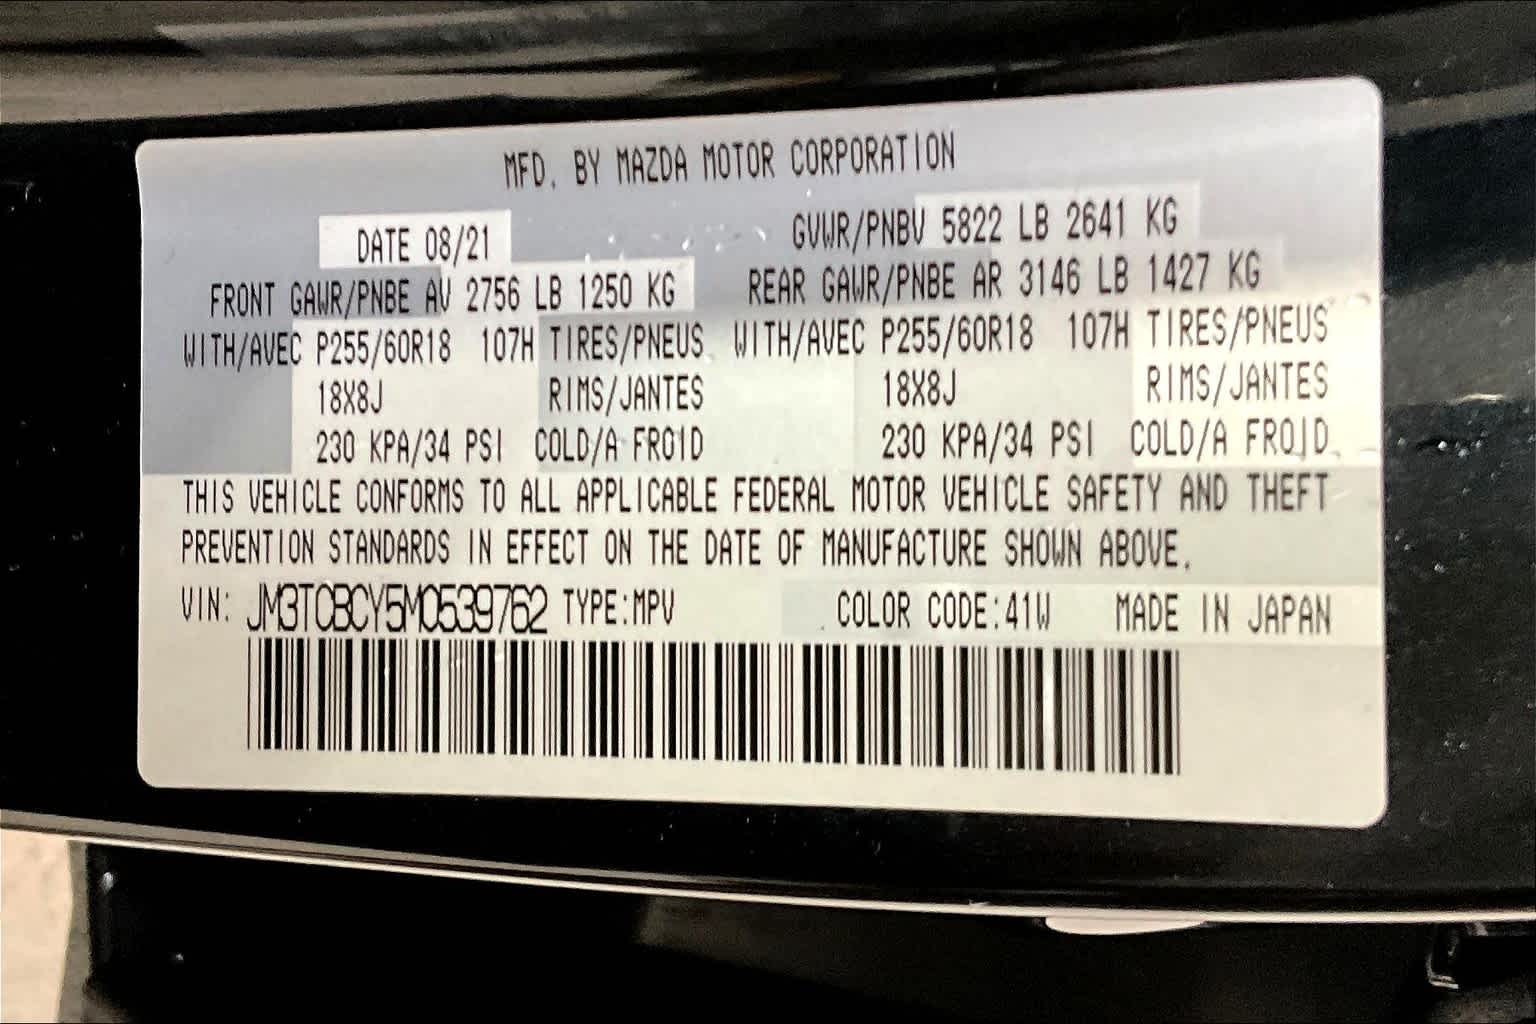 MFD. BY MAZDA MOTOR CORPORATION
DATE 08/21 GVWR/PNBV 5822 LB 2641 KG
FRONT GAWR/PNBE AV 2756 LB 1250 KG REAR GAWR/PNBE AR 3146 LB 1427 KG
WITH/AVEC P255/60R18 107H TIRES/PNEUS WITH/AVEC P255/60R18 107H TIRES/PNEUS
18X8J RIMS/JANTES 18X8J RIMS/JANTES
230 KPA/34 PSI COLD/A FROID 230 KPA/34 PSI COLD/A FROID
THIS VEHICLE CONFORMS TO ALL APPLICABLE FEDERAL MOTOR VEHICLE SAFETY AND THEFT
PREVENTION STANDARDS IN EFFECT ON THE DATE OF MANUFACTURE SHOWN ABOVE.
VIN: JM3TCBCY5M0539762 TYPE:MPV COLOR CODE:41W MADE IN JAPAN